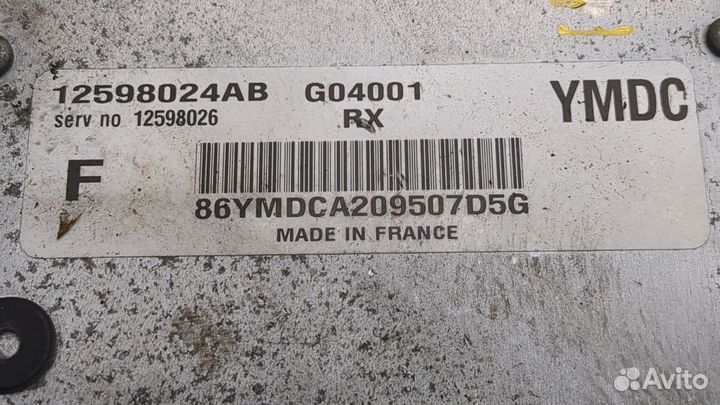 12598024AB G04001 YMDC
serv no 12598026 RX
F
86YMDCA209507D5G
MADE IN FRANCE
Avito